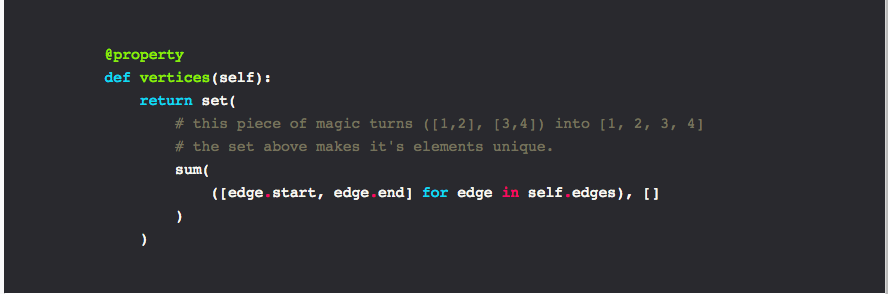 @property
def vertices(self):
    return set(
        # this piece of magic turns ([1,2], [3,4]) into [1, 2, 3, 4]
        # the set above makes it's elements unique.
        sum(
            ([edge.start, edge.end] for edge in self.edges), []
        )
    )